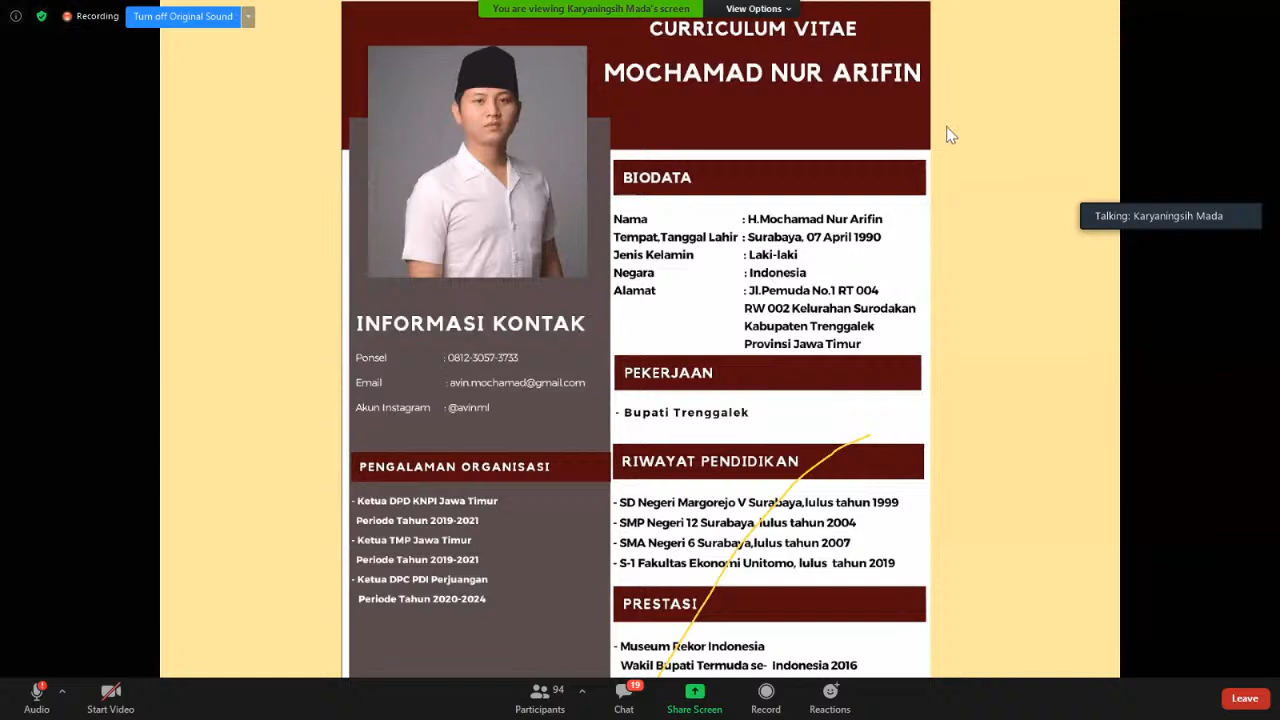 Recording
Turn off Original Sound
You are viewing Karyaningsih Mada's screen
View Options
CURRICULUM VITAE
MOCHAMAD NUR ARIFIN
Talking: Karyaningsih Mada
INFORMASI KONTAK
Ponsel : 0812-3057-3733
Email : avin.mochamad@gmail.com
Akun Instagram : @avinml
PENGALAMAN ORGANISASI
- Ketua DPD KNPI Jawa Timur
Periode Tahun 2019-2021
- Ketua TMP Jawa Timur
Periode Tahun 2019-2021
- Ketua DPC PDI Perjuangan
Periode Tahun 2020-2024
BIODATA
Nama : H.Mochamad Nur Arifin
Tempat,Tanggal Lahir : Surabaya, 07 April 1990
Jenis Kelamin : Laki-laki
Negara : Indonesia
Alamat : Jl.Pemuda No.1 RT 004
RW 002 Kelurahan Surodakan
Kabupaten Trenggalek
Provinsi Jawa Timur
PEKERJAAN
- Bupati Trenggalek
RIWAYAT PENDIDIKAN
- SD Negeri Margorejo V Surabaya,lulus tahun 1999
- SMP Negeri 12 Surabaya, lulus tahun 2004
- SMA Negeri 6 Surabaya,lulus tahun 2007
- S-1 Fakultas Ekonomi Unitomo, lulus tahun 2019
PRESTASI
- Museum Rekor Indonesia
Wakil Bupati Termuda se- Indonesia 2016
Audio
Start Video
Participants 94
Chat 19
Share Screen
Record
Reactions
Leave